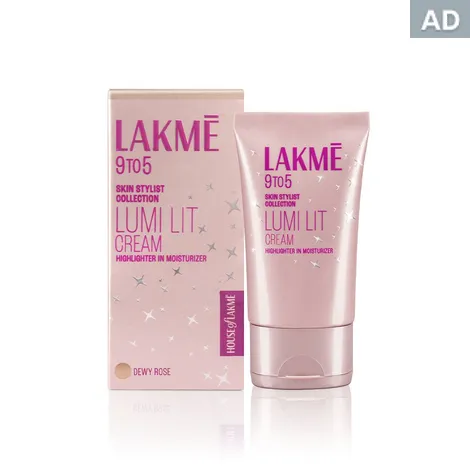 AD
LAKMĒ
9TO5
SKIN STYLIST
COLLECTION
LUMI LIT
CREAM
HIGHLIGHTER IN MOISTURIZER
HOUSE of LAKMĒ
DEWY ROSE
LAKMĒ
9TO5
SKIN STYLIST
COLLECTION
LUMI LIT
CREAM
HIGHLIGHTER IN MOISTURIZER